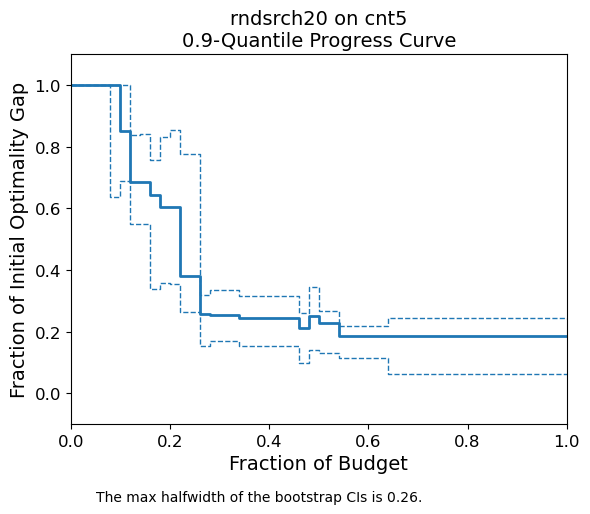 rndsrch20 on cnt5
0.9-Quantile Progress Curve
Fraction of Initial Optimality Gap
1.0
0.8
0.6
0.4
0.2
0.0
0.0 0.2 0.4 0.6 0.8 1.0
Fraction of Budget
The max halfwidth of the bootstrap CIs is 0.26.